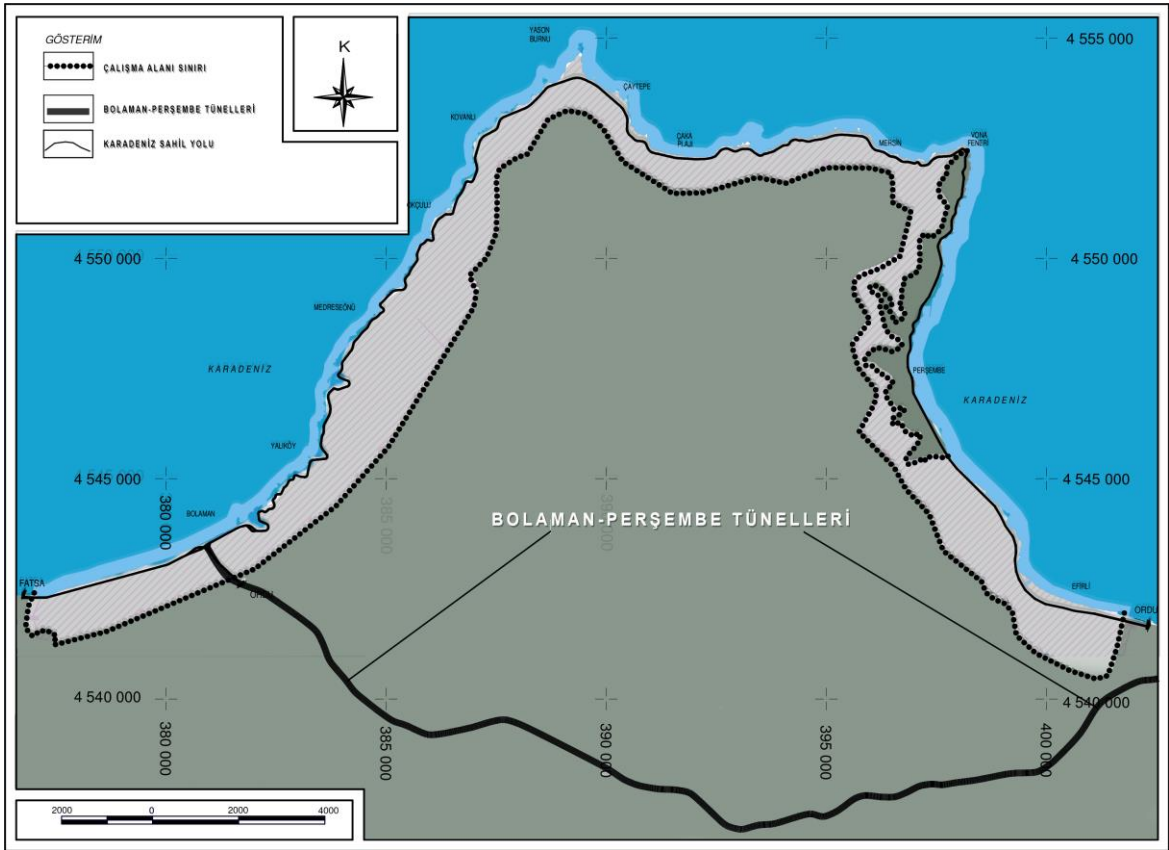 GÖSTERİM
ÇALIŞMA ALANI SINIRI
BOLAMAN-PERŞEMBE TÜNELLERİ
KARADENİZ SAHİL YOLU
K
YASON
BURNU
4 555 000
ÇAYTEPE
KOVANLI
ÇAKA
PLAJI
MERSİN
VONA
FENTRİ
4 550 000
4 550 000
MEDRESEÖNÜ
KARADENİZ
PERŞEMBE
KARADENİZ
YALIKÖY
4 545 000
4 545 000
380 000
385 000
BOLAMAN
BOLAMAN-PERŞEMBE TÜNELLERİ
FATSA
ORDU
EFİRLİ
ORDU
4 540 000
4 540 000
380 000
385 000
390 000
395 000
400 000
2000
0
2000
4000